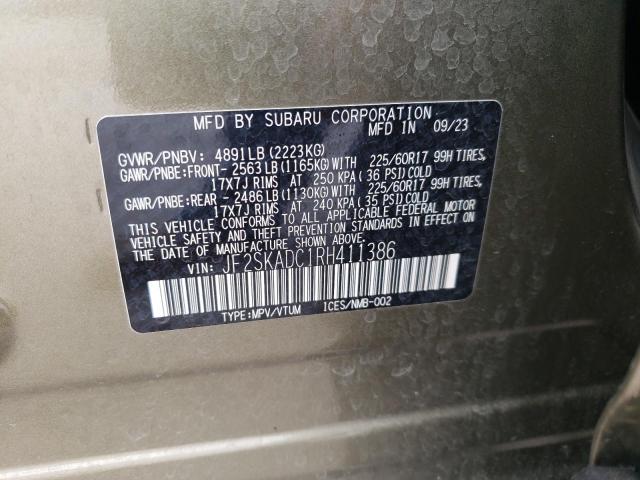 MFD BY SUBARU CORPORATION
MFD IN 09/23
GVWR/PNBV: 4891LB (2223KG)
GAWR/PNBE:FRONT- 2563LB(1165KG)WITH 225/60R17 99H TIRES,
17X7J RIMS AT 250 KPA ( 36 PSI)COLD
GAWR/PNBE:REAR - 2486LB(1130KG)WITH 225/60R17 99H TIRES,
17X7J RIMS AT 240 KPA ( 35 PSI)COLD
THIS VEHICLE CONFORMS TO ALL APPLICABLE FEDERAL MOTOR
VEHICLE SAFETY AND THEFT PREVENTION STANDARDS IN EFFECT ON
THE DATE OF MANUFACTURE SHOWN ABOVE.
VIN: JF2SKADC1RH411386
TYPE:MPV/VTUM ICES/NMB-002